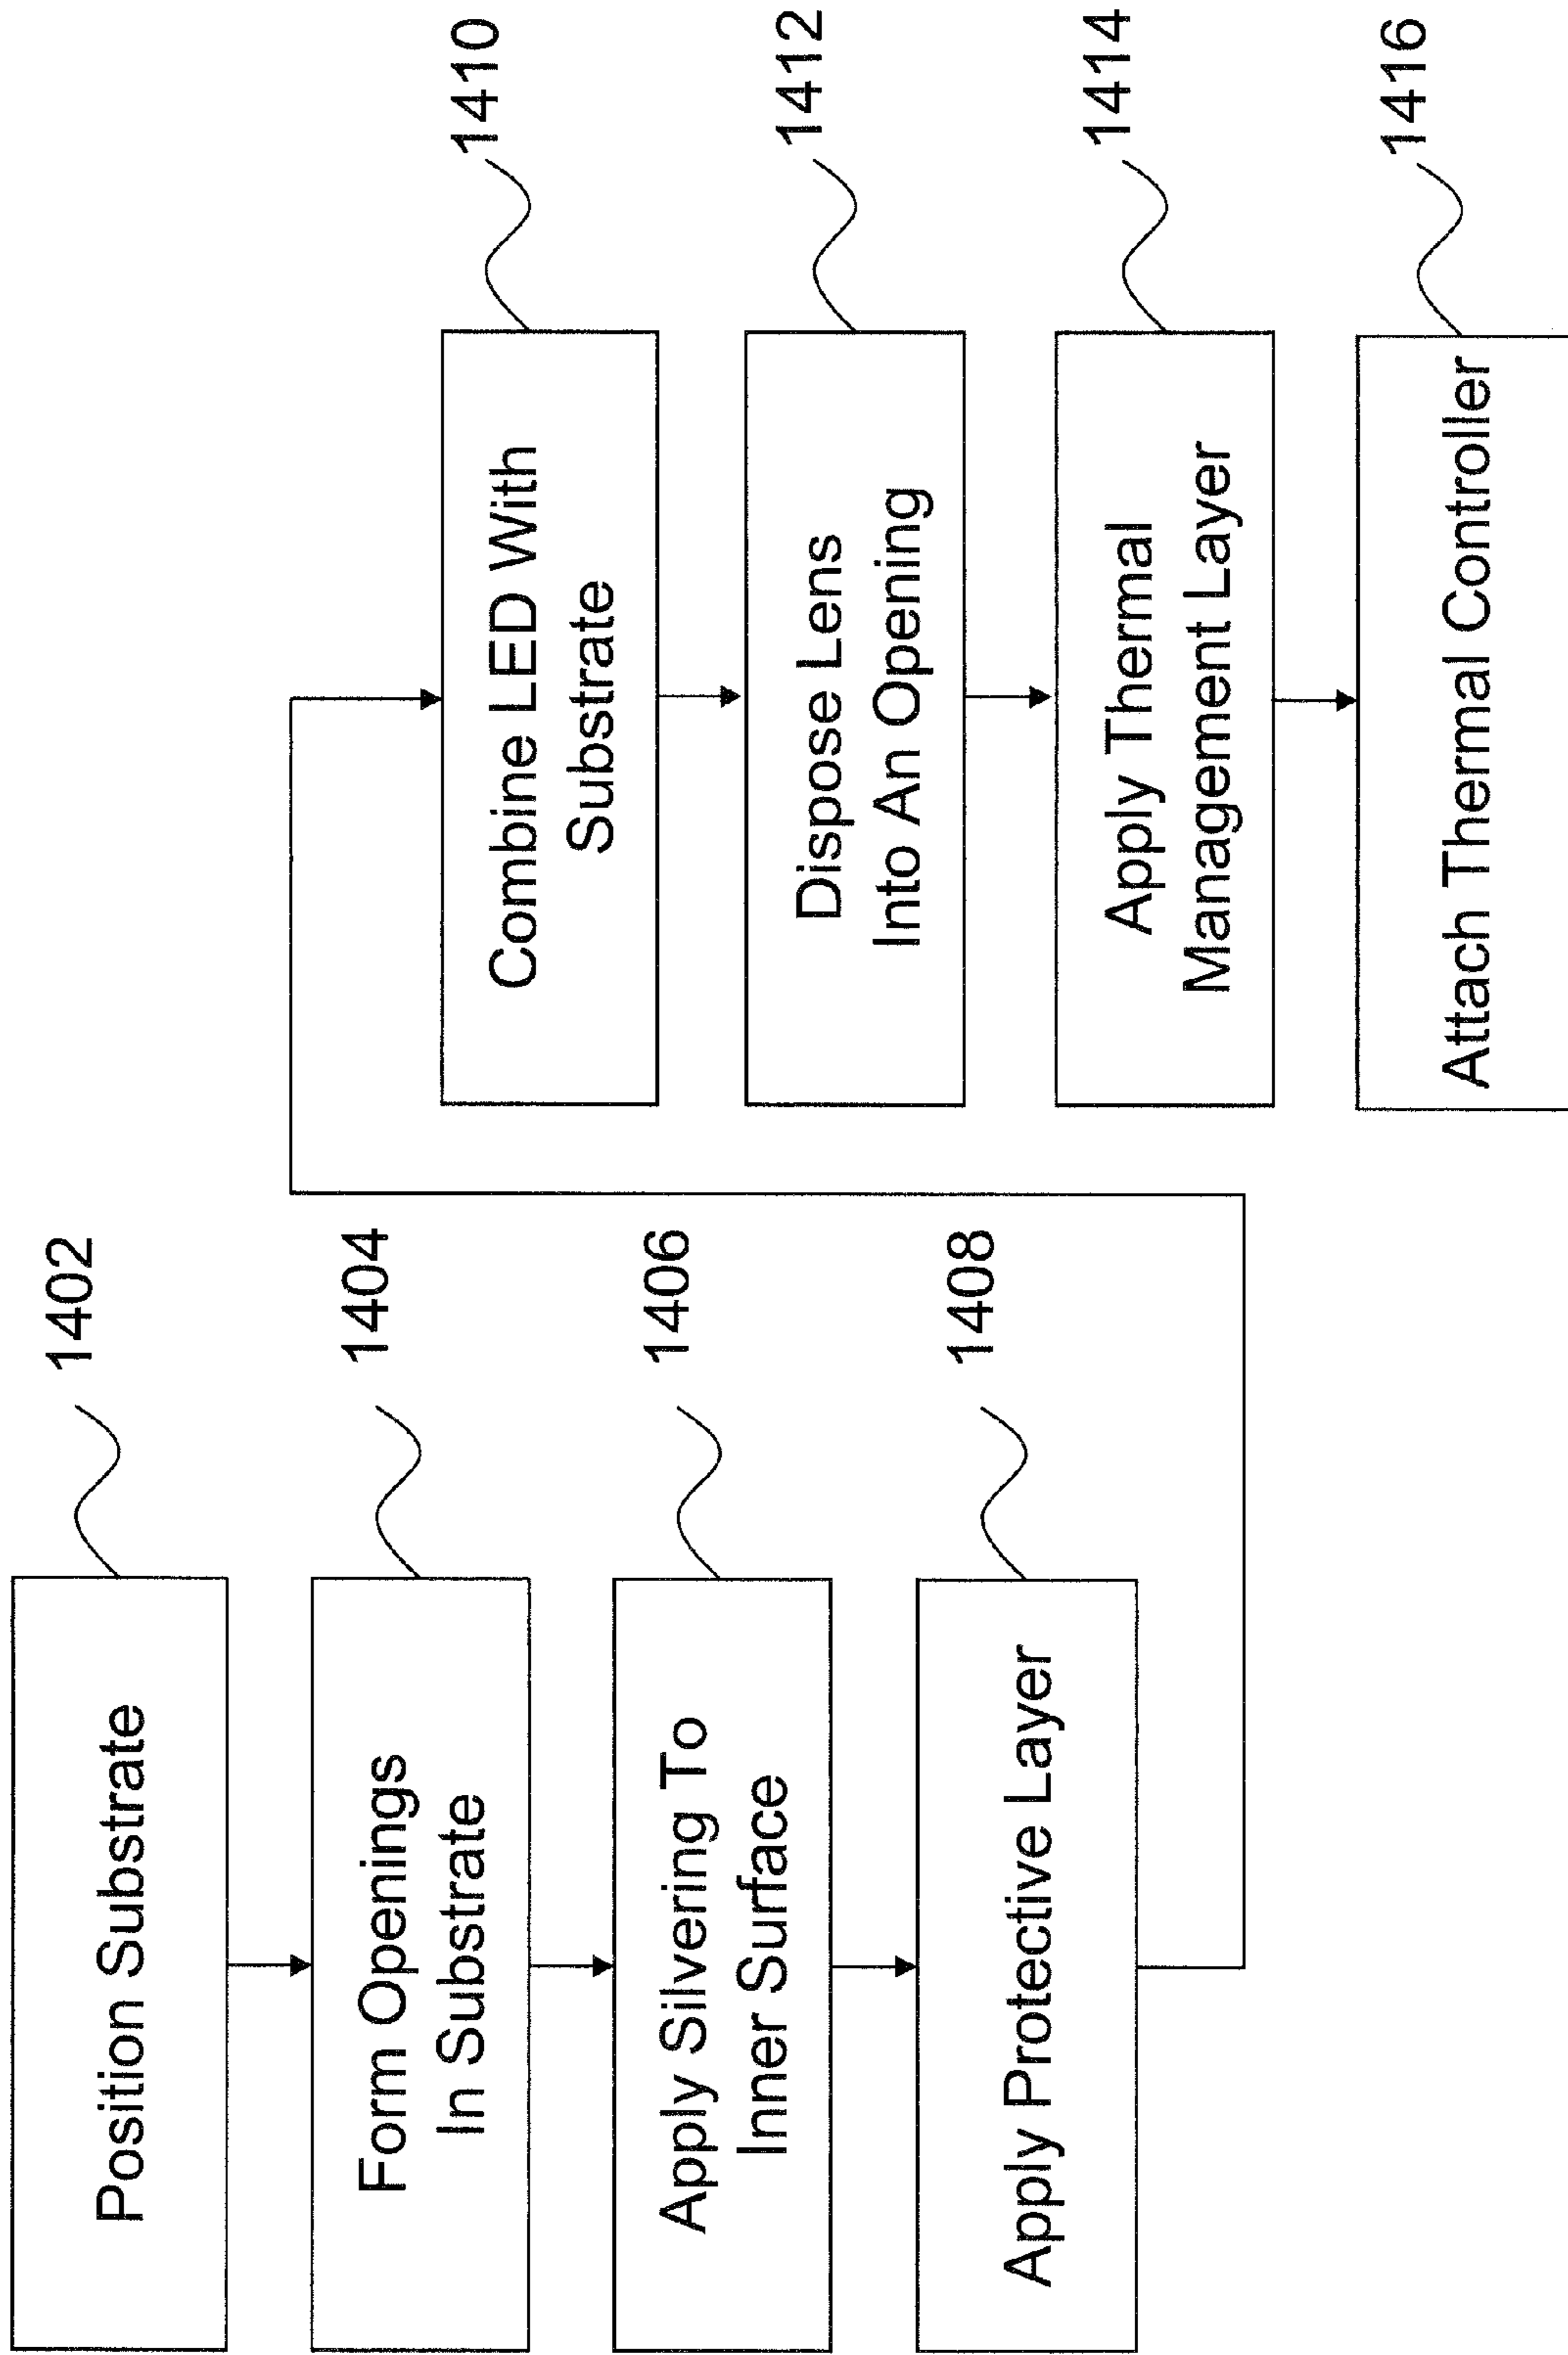 Position Substrate
1402
Form Openings
In Substrate
1404
Apply Silvering To
Inner Surface
1406
Apply Protective Layer
1408
Combine LED With
Substrate
1410
Dispose Lens
Into An Opening
1412
Apply Thermal
Management Layer
1414
Attach Thermal Controller
1416